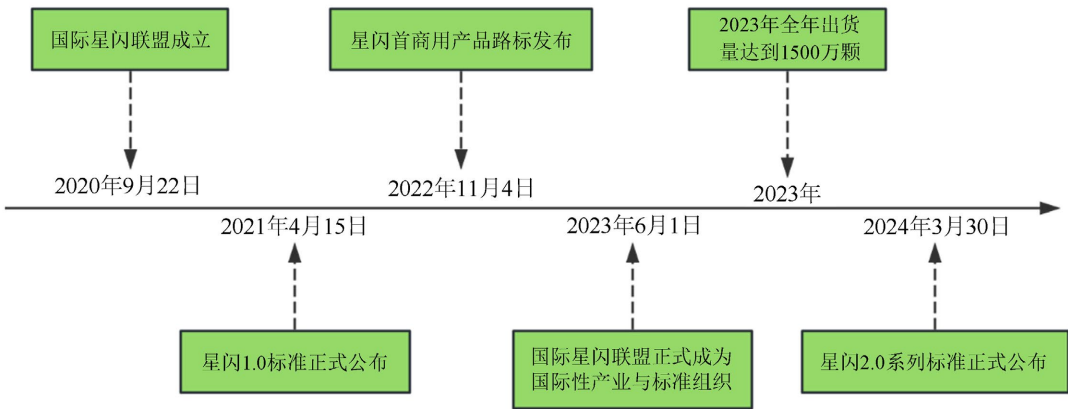 国际星闪联盟成立
星闪首商用产品路标发布
2023年全年出货
量达到1500万颗
2020年9月22日
2022年11月4日
2023年
2021年4月15日
2023年6月1日
2024年3月30日
星闪1.0标准正式公布
国际星闪联盟正式成为
国际性产业与标准组织
星闪2.0系列标准正式公布